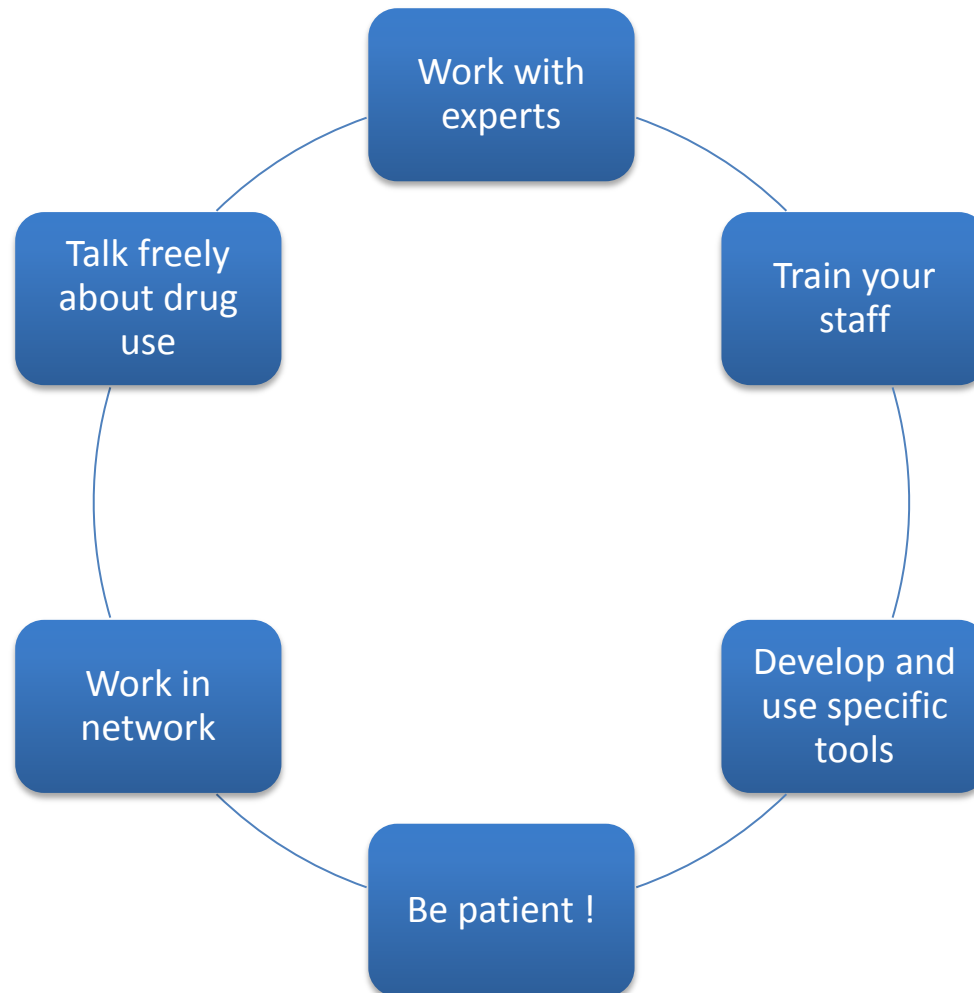 Work with
experts
Train your
staff
Develop and
use specific
tools
Be patient !
Work in
network
Talk freely
about drug
use